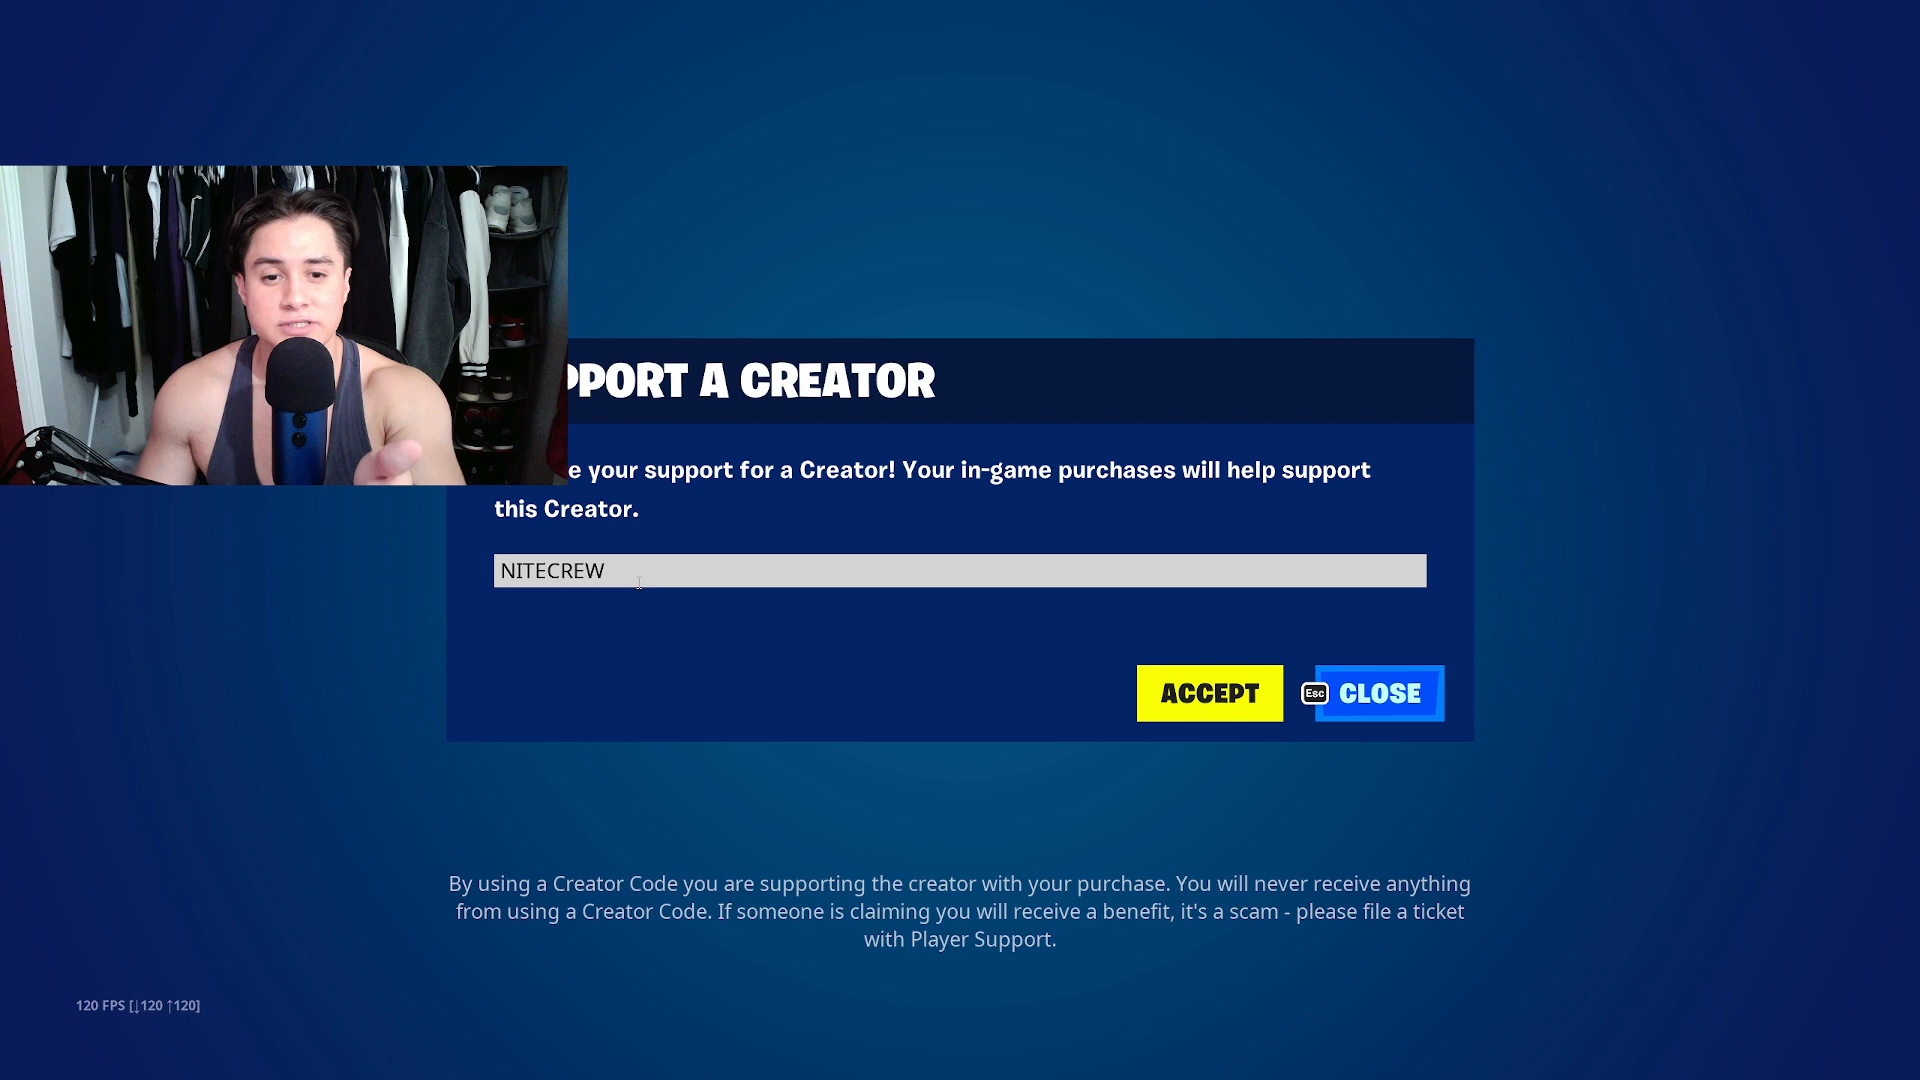 PPORT A CREATOR
e your support for a Creator! Your in-game purchases will help support
this Creator.
NITECREW
ACCEPT
Esc
CLOSE
By using a Creator Code you are supporting the creator with your purchase. You will never receive anything
from using a Creator Code. If someone is claiming you will receive a benefit, it's a scam - please file a ticket
with Player Support.
120 FPS [↓120 ↑120]